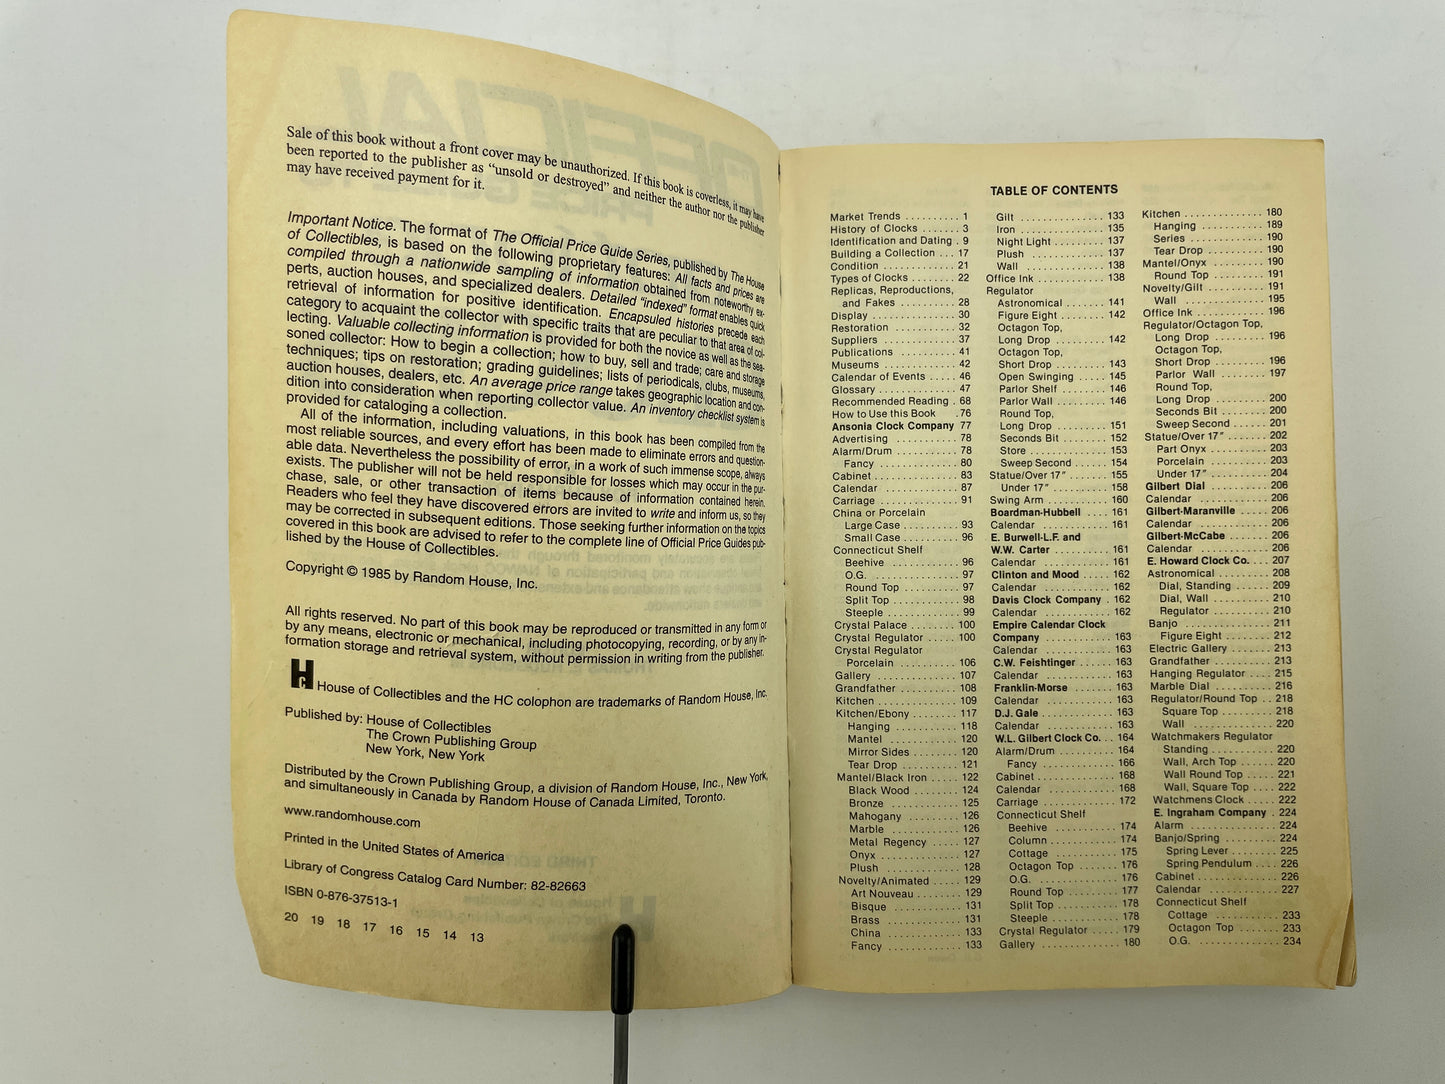 Sale of this book without a front cover may be unauthorized. If this book is coverless, it may have
been reported to the publisher as “unsold or destroyed” and neither the author nor the publisher
may have received payment for it.
Important Notice. The format of The Official Price Guide Series, published by The House
of Collectibles, is based on the following proprietary features: All facts and prices are
compiled through a nationwide sampling of information obtained from noteworthy ex-
perts, auction houses, and specialized dealers. Detailed “indexed” format enables quick
retrieval of information for positive identification. Encapsuled histories precede each
category to acquaint the collector with specific traits that are peculiar to that area of col-
lecting. Valuable collecting information is provided for both the novice as well as the sea-
soned collector: How to begin a collection; how to buy, sell and trade; care and storage
techniques; tips on restoration; grading guidelines; lists of periodicals, clubs, museums,
auction houses, dealers, etc. An average price range takes geographic location and con-
dition into consideration when reporting collector value. An inventory checklist system is
provided for cataloging a collection.
All of the information, including valuations, in this book has been compiled from the
most reliable sources, and every effort has been made to eliminate errors and question-
able data. Nevertheless the possibility of error, in a work of such immense scope, always
exists. The publisher will not be held responsible for losses which may occur in the pur-
chase, sale, or other transaction of items because of information contained herein.
Readers who feel they have discovered errors are invited to write and inform us, so they
may be corrected in subsequent editions. Those seeking further information on the topics
covered in this book are advised to refer to the complete line of Official Price Guides pub-
lished by the House of Collectibles.
Copyright © 1985 by Random House, Inc.
All rights reserved. No part of this book may be reproduced or transmitted in any form or
by any means, electronic or mechanical, including photocopying, recording, or by any in-
formation storage and retrieval system, without permission in writing from the publisher.
HC House of Collectibles and the HC colophon are trademarks of Random House, Inc.
Published by: House of Collectibles
The Crown Publishing Group
New York, New York
Distributed by the Crown Publishing Group, a division of Random House, Inc., New York,
and simultaneously in Canada by Random House of Canada Limited, Toronto.
www.randomhouse.com
Printed in the United States of America
Library of Congress Catalog Card Number: 82-82663
ISBN 0-876-37513-1
20 19 18 17 16 15 14 13
TABLE OF CONTENTS
Market Trends .......... 1
History of Clocks ........ 3
Identification and Dating . 9
Building a Collection ... 17
Condition .............. 21
Types of Clocks ........ 22
Replicas, Reproductions,
and Fakes .......... 28
Display ................ 30
Restoration ............ 32
Suppliers .............. 37
Publications ........... 41
Museums .............. 42
Calendar of Events ..... 46
Glossary ............... 47
Recommended Reading . 68
How to Use this Book .76
Ansonia Clock Company 77
Advertising ............ 78
Alarm/Drum ........... 78
Fancy ............... 80
Cabinet ................ 83
Calendar .............. 87
Carriage ............... 91
China or Porcelain
Large Case .......... 93
Small Case .......... 96
Connecticut Shelf
Beehive ............. 96
O.G. ................ 97
Round Top .......... 97
Split Top ............ 98
Steeple ............. 99
Crystal Palace ......... 100
Crystal Regulator ...... 100
Crystal Regulator
Porcelain ........... 106
Gallery ............... 107
Grandfather .......... 108
Kitchen ............... 109
Kitchen/Ebony ........ 117
Hanging ............ 118
Mantel ............. 120
Mirror Sides ........ 120
Tear Drop .......... 121
Mantel/Black Iron ..... 122
Black Wood ........ 124
Bronze ............. 125
Mahogany .......... 126
Marble ............. 126
Metal Regency ...... 127
Onyx ............... 127
Plush .............. 128
Novelty/Animated ..... 129
Art Nouveau ........ 129
Bisque ............. 131
Brass .............. 131
China .............. 133
Fancy .............. 133
Gilt ............... 133
Iron ............... 135
Night Light ......... 137
Plush .............. 137
Wall ............... 138
Office Ink ............. 138
Regulator
Astronomical ....... 141
Figure Eight ........ 142
Octagon Top,
Long Drop ......... 142
Octagon Top,
Short Drop ......... 143
Open Swinging ..... 145
Parlor Shelf ........ 146
Parlor Wall ......... 146
Round Top,
Long Drop ......... 151
Seconds Bit ........ 152
Store .............. 153
Sweep Second ...... 154
Statue/Over 17″ ....... 155
Under 17″ .......... 158
Swing Arm ............ 160
Boardman-Hubbell .... 161
Calendar ............. 161
E. Burwell-L.F. and
W.W. Carter .......... 161
Calendar ............. 161
Clinton and Mood ..... 162
Calendar ............. 162
Davis Clock Company . 162
Calendar ............. 162
Empire Calendar Clock
Company ............ 163
Calendar ............. 163
C.W. Feishtinger ...... 163
Calendar ............. 163
Franklin-Morse ....... 163
Calendar ............. 163
D.J. Gale ............. 163
Calendar ............. 163
W.L. Gilbert Clock Co. .. 164
Alarm/Drum .......... 164
Fancy .............. 166
Cabinet ............... 168
Calendar ............. 168
Carriage .............. 172
Connecticut Shelf
Beehive ............ 174
Column ............. 174
Cottage ............ 175
Octagon Top ........ 176
O.G. ............... 176
Round Top ......... 177
Split Top ........... 178
Steeple ............ 178
Crystal Regulator ..... 179
Gallery ............... 180
Kitchen ............... 180
Hanging ............ 189
Series .............. 190
Tear Drop .......... 190
Mantel/Onyx .......... 190
Round Top ......... 191
Novelty/Gilt .......... 191
Wall ............... 195
Office Ink ............. 196
Regulator/Octagon Top,
Long Drop ......... 196
Octagon Top,
Short Drop ......... 196
Parlor Wall ......... 197
Round Top,
Long Drop ......... 200
Seconds Bit ........ 200
Sweep Second ..... 201
Statue/Over 17″ ....... 202
Part Onyx .......... 203
Porcelain ........... 203
Under 17″ .......... 204
Gilbert Dial .......... 206
Calendar ............. 206
Gilbert-Maranville ..... 206
Calendar ............. 206
Gilbert-McCabe ....... 206
Calendar ............. 206
E. Howard Clock Co. ... 207
Astronomical ......... 208
Dial, Standing ....... 209
Dial, Wall ........... 210
Regulator ........... 210
Banjo ................ 211
Figure Eight ........ 212
Electric Gallery ....... 213
Grandfather .......... 213
Hanging Regulator .... 215
Marble Dial ........... 216
Regulator/Round Top .. 218
Square Top ......... 218
Wall ............... 220
Watchmakers Regulator
Standing ........... 220
Wall, Arch Top ...... 220
Wall Round Top ..... 221
Wall, Square Top .... 222
Watchmens Clock ..... 222
E. Ingraham Company . 224
Alarm ................ 224
Banjo/Spring ......... 224
Spring Lever ........ 225
Spring Pendulum .... 226
Cabinet ............... 226
Calendar ............. 227
Connecticut Shelf
Cottage ............ 233
Octagon Top ....... 233
O.G. ............... 234